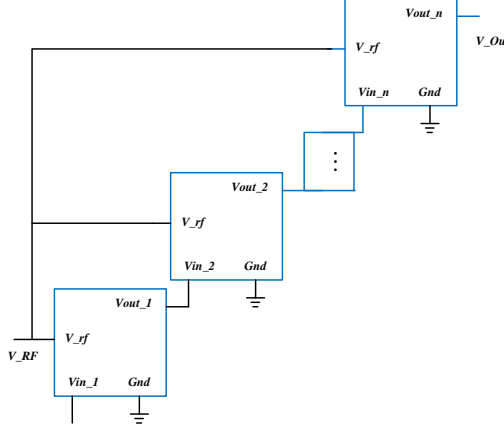 Vout_n
V_rf
V_Ou
Vin_n
Gnd
Vout_2
V_rf
Vin_2
Gnd
Vout_1
V_rf
V_RF
Vin_1
Gnd